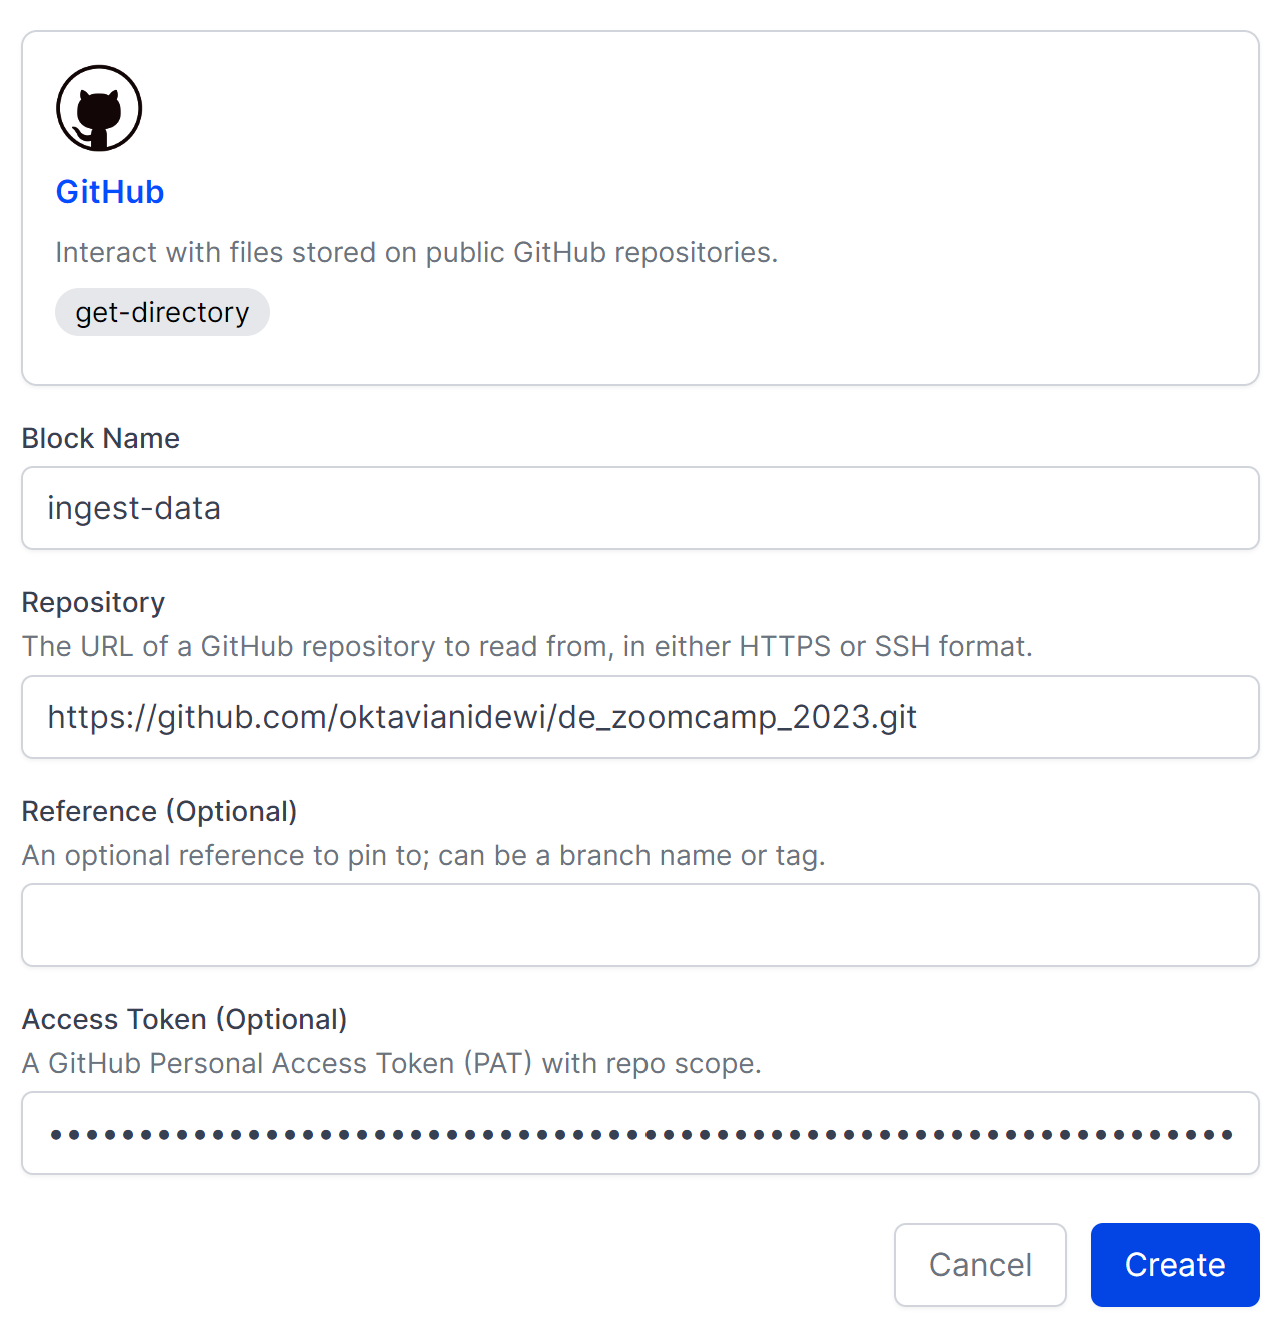 GitHub
Interact with files stored on public GitHub repositories.
get-directory
Block Name
ingest-data
Repository
The URL of a GitHub repository to read from, in either HTTPS or SSH format.
https://github.com/oktavianidewi/de_zoomcamp_2023.git
Reference (Optional)
An optional reference to pin to; can be a branch name or tag.
Access Token (Optional)
A GitHub Personal Access Token (PAT) with repo scope.
••••••••••••••••••••••••••••••••••••••••••••••••••••••••••••••••••
Cancel
Create